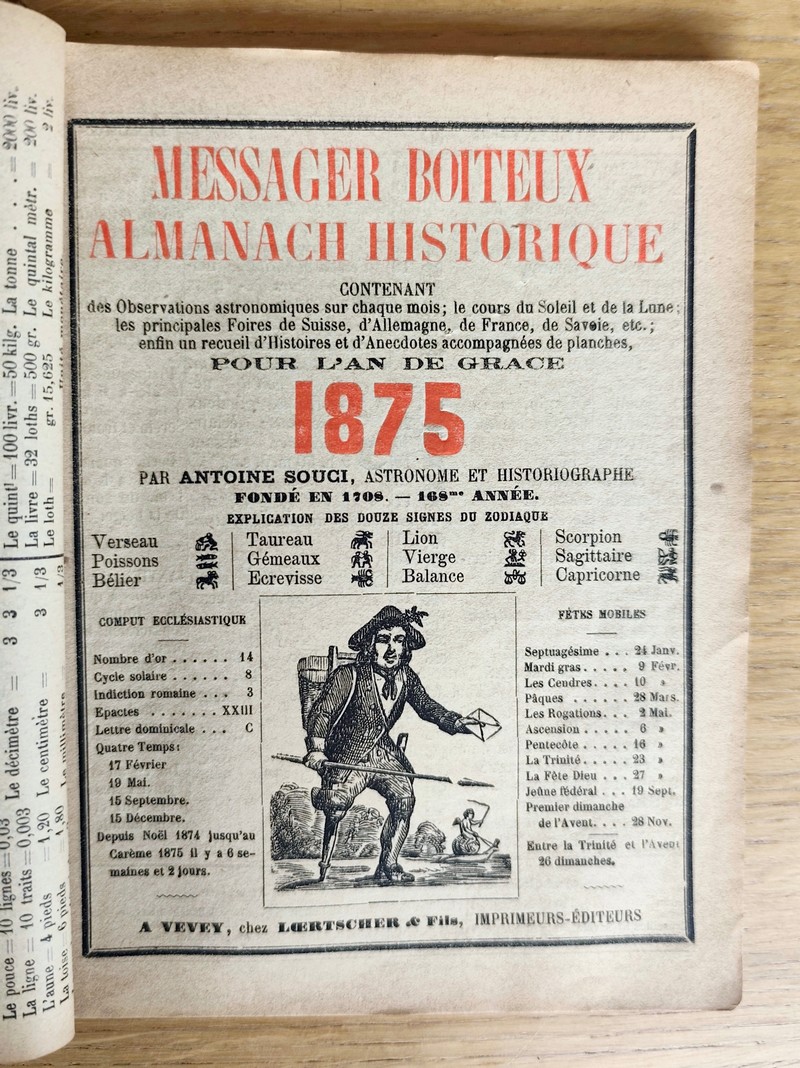 MESSAGER BOITEUX
ALMANACH HISTORIQUE
CONTENANT
des Observations astronomiques sur chaque mois; le cours du Soleil et de la Lune;
les principales Foires de Suisse, d'Allemagne, de France, de Savoie, etc.;
enfin un recueil d'Histoires et d'Anecdotes accompagnées de planches,
POUR L'AN DE GRACE
1875
PAR ANTOINE SOUCI, ASTRONOME ET HISTORIOGRAPHE
FONDÉ EN 1708. — 168me ANNÉE.
EXPLICATION DES DOUZE SIGNES DU ZODIAQUE
Verseau
Poissons
Bélier
Taureau
Gémeaux
Ecrevisse
Lion
Vierge
Balance
Scorpion
Sagittaire
Capricorne
COMPUT ECCLÉSIASTIQUE
Nombre d'or . . . . . . 14
Cycle solaire . . . . . . 8
Indiction romaine . . . 3
Epactes . . . . . . . XXIII
Lettre dominicale . . . C
Quatre Temps:
17 Février
19 Mai.
15 Septembre.
15 Décembre.
Depuis Noël 1874 jusqu'au
Carême 1875 il y a 6 se-
maines et 2 jours.
FÊTES MOBILES
Septuagésime . . . 24 Janv.
Mardi gras . . . . . 9 Févr.
Les Cendres . . . . 10 »
Pâques . . . . . . 28 Mars.
Les Rogations . . . 2 Mai.
Ascension . . . . . 6 »
Pentecôte . . . . . 16 »
La Trinité . . . . . 23 »
La Fête Dieu . . . 27 »
Jeûne fédéral . . . 19 Sept.
Premier dimanche
de l'Avent. . . . 28 Nov.
Entre la Trinité et l'Avent
26 dimanches.
A VEVEY, chez LŒRTSCHER & Fils, IMPRIMEURS-ÉDITEURS
Le pouce = 10 lignes = 0,03 Le décimètre = 3 3 1/3
La ligne = 10 traits = 0,003 Le centimètre = 3 1/3
L'aune = 4 pieds = 1,20
La toise 6 pieds 1,80
Le quintl = 100 livr. = 50 kilg. La tonne . . . . = 2000 liv.
La livre = 32 loths = 500 gr. Le quintal métr. = 200 liv.
Le loth = gr. 15,625 Le kilogramme = 2 liv.